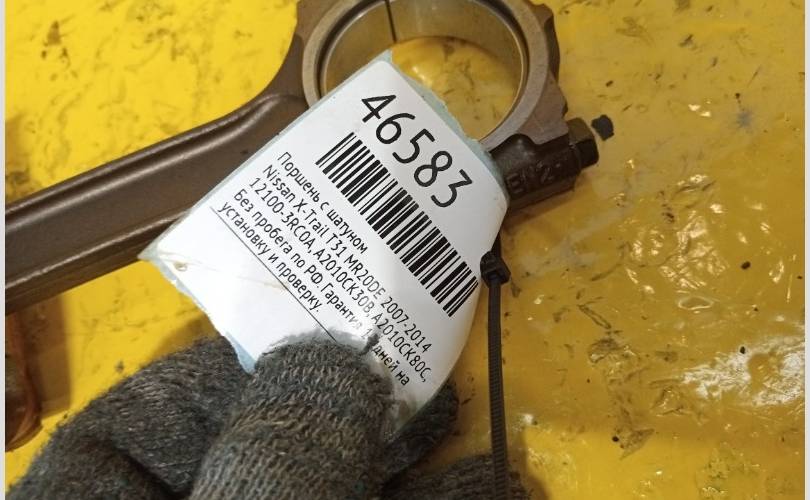 46583
Поршень с шатуном
Nissan X-Trail T31 MR20DE 2007-2014
12100-3RC0A, A2010CK30B, A2010CK80C,
Без пробега по РФ. Гарантия дней на
установку и проверку.